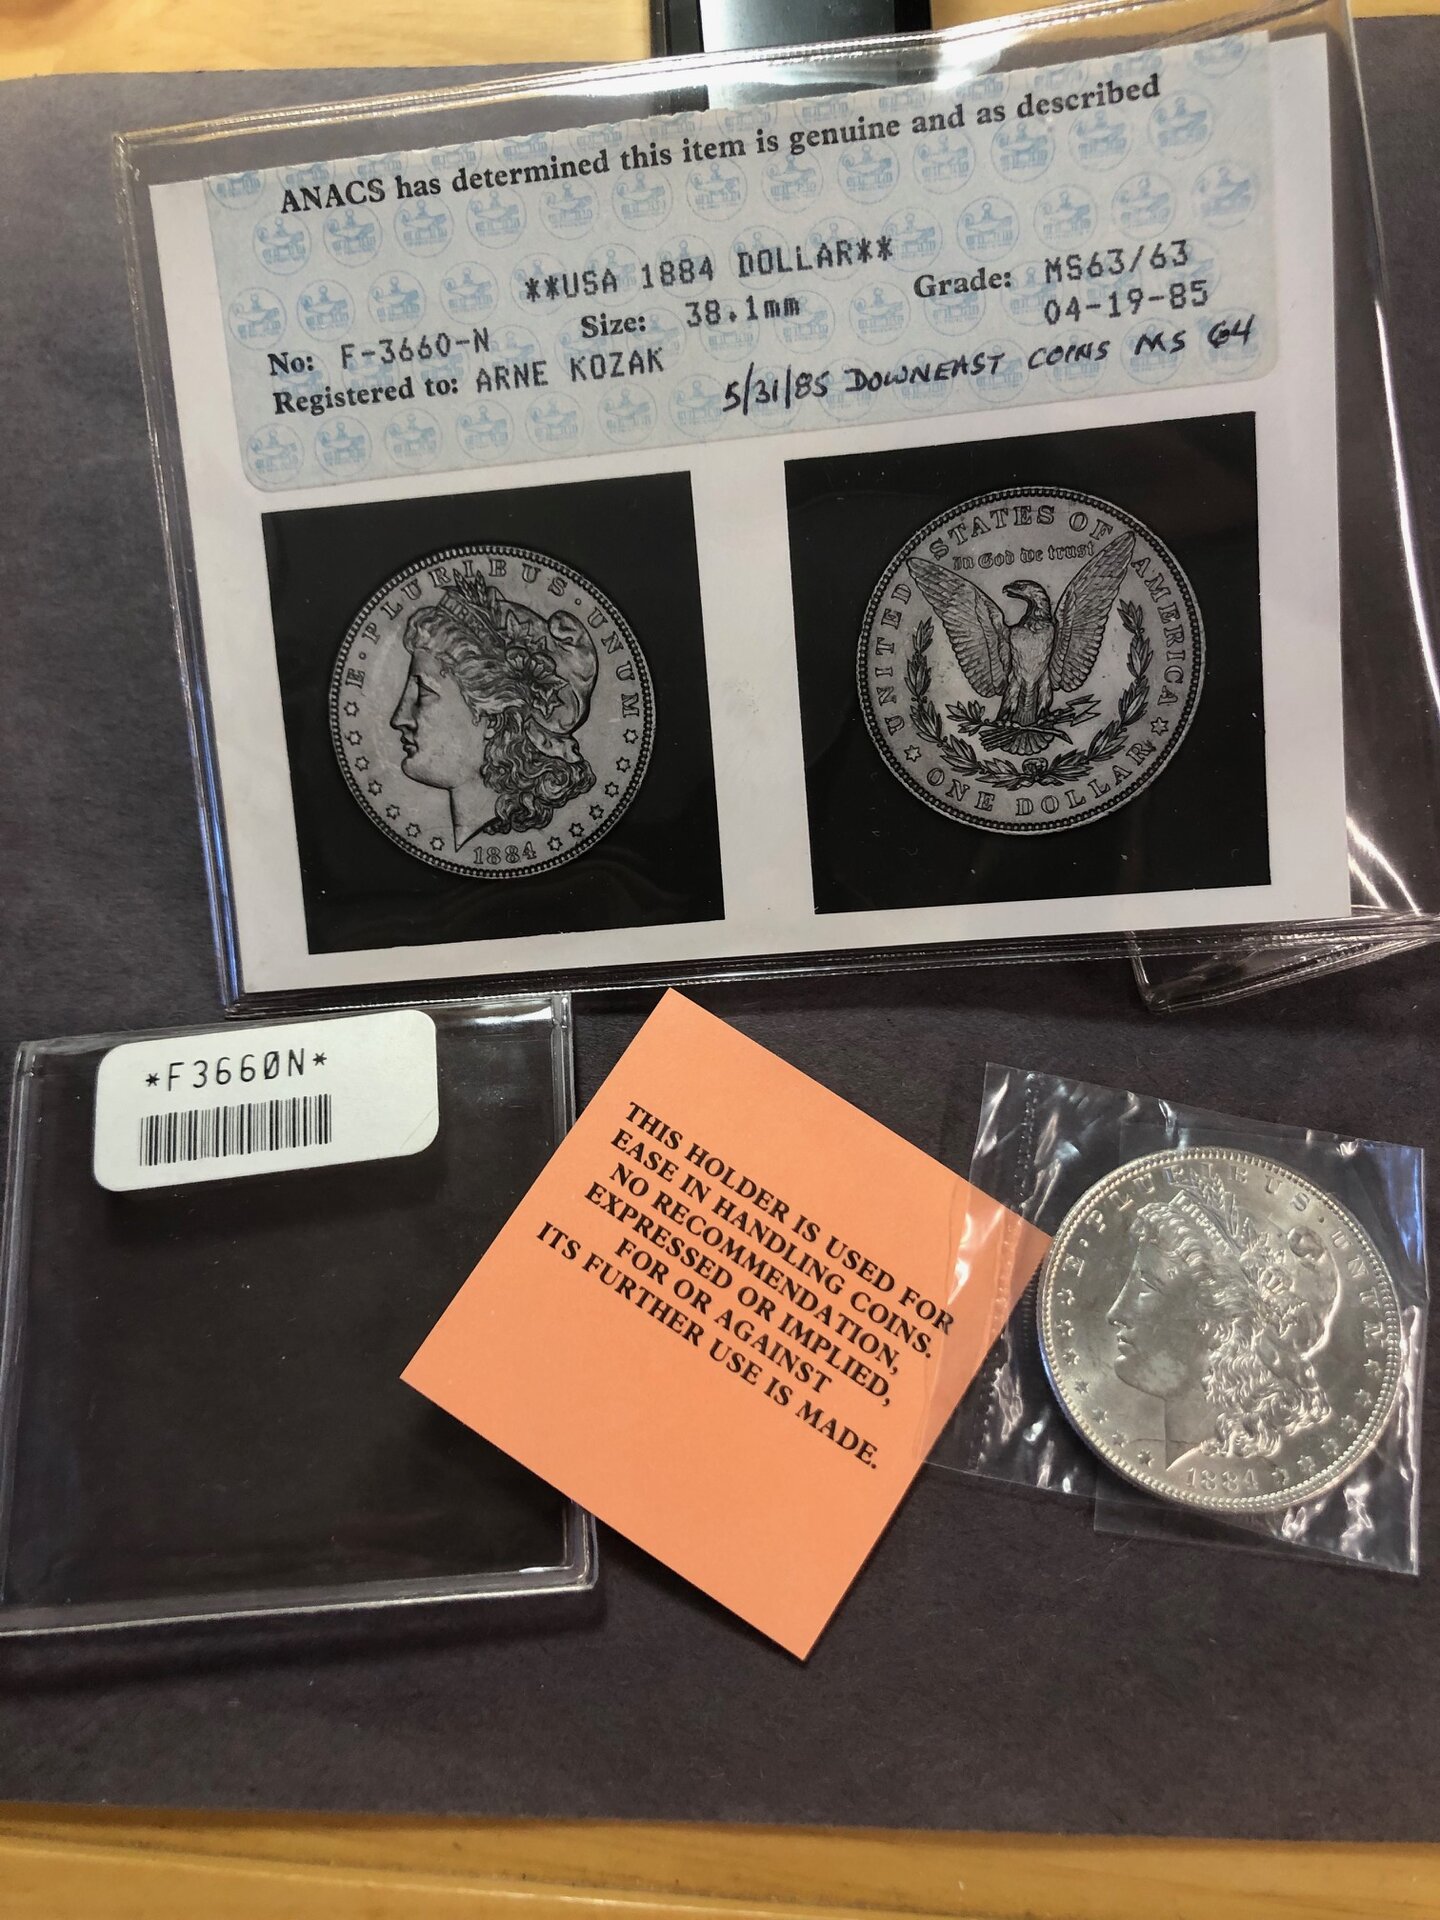 ANACS has determined this item is genuine and as described
**USA 1884 DOLLAR**
No: F-3660-N Size: 38.1mm Grade: MS63/63
04-19-85
Registered to: ARNE KOZAK
5/31/85 DOWNEAST COINS MS 64
E·PLURIBUS·UNUM
1884
UNITED STATES OF AMERICA
In God we trust
ONE DOLLAR
*F3660N*
THIS HOLDER IS USED FOR
EASE IN HANDLING COINS.
NO RECOMMENDATION,
EXPRESSED OR IMPLIED,
FOR OR AGAINST
ITS FURTHER USE IS MADE.
E·PLURIBUS·UNUM
1884